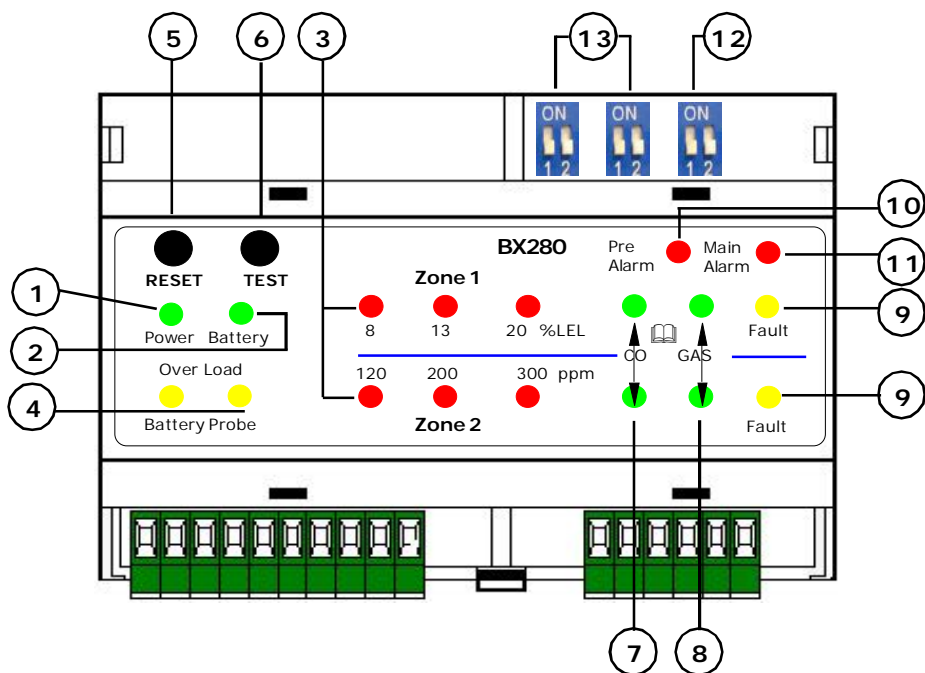 5 6 3 13 12
ON ON ON
1 2 1 2 1 2
10
BX280 Pre Alarm Main Alarm
11
RESET TEST Zone 1
1
8 13 20 %LEL Fault 9
Power Battery
2
CO GAS
Over Load 120 200 300 ppm
4
Battery Probe Zone 2 Fault 9
7 8